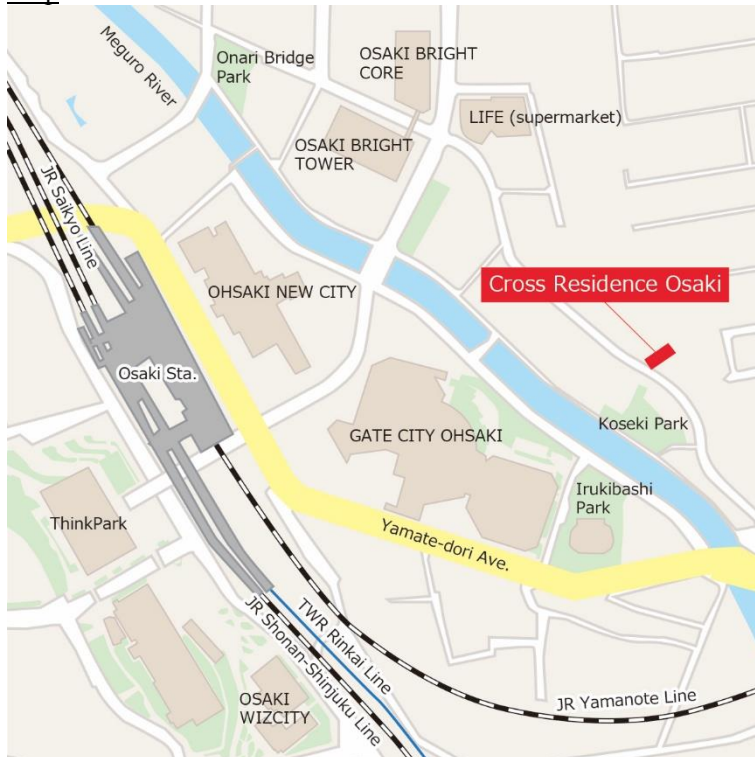 Meguro River
Onari Bridge
Park
OSAKI BRIGHT
CORE
LIFE (supermarket)
OSAKI BRIGHT
TOWER
JR Saikyo Line
OHSAKI NEW CITY
Cross Residence Osaki
Osaki Sta.
GATE CITY OHSAKI
Koseki Park
Irukibashi
Park
ThinkPark
Yamate-dori Ave.
TWR Rinkai Line
JR Shonan-Shinjuku Line
OSAKI
WIZCITY
JR Yamanote Line